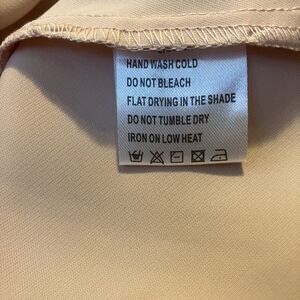 HAND WASH COLD
DO NOT BLEACH
FLAT DRYING IN THE SHADE
DO NOT TUMBLE DRY
IRON ON LOW HEAT